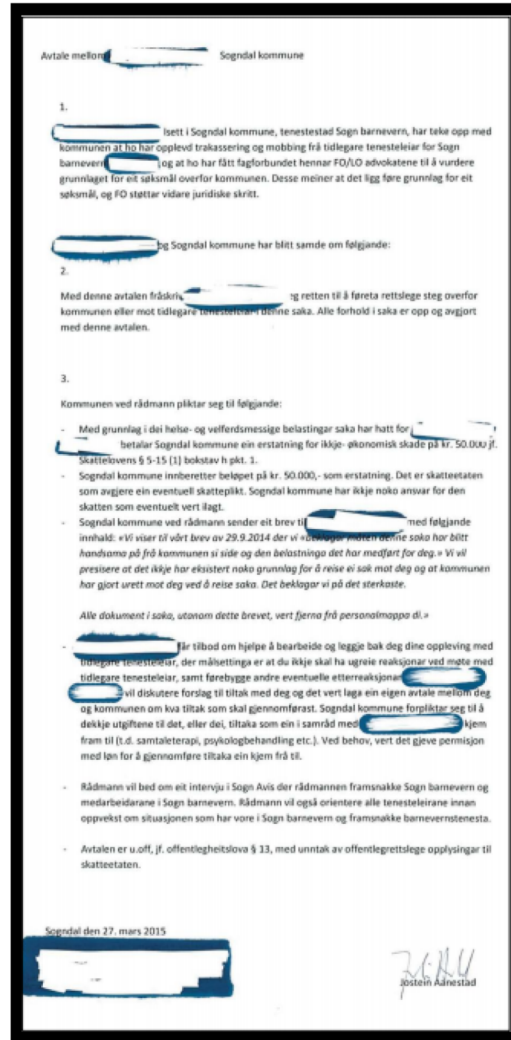 Avtale mellom Sogndal kommune
1.
lsett i Sogndal kommune, tenestestad Sogn barnevern, har teke opp med
kommunen at ho har opplevd trakassering og mobbing frå tidlegare tenesteleiar for Sogn
barnevern og at ho har fått fagforbundet hennar FO/LO advokatene til å vurdere
grunnlaget for eit søksmål overfor kommunen. Desse meiner at det ligg føre grunnlag for eit
søksmål, og FO støttar vidare juridiske skritt.
og Sogndal kommune har blitt samde om følgjande:
2.
Med denne avtalen fråskriv eg retten til å føreta rettslege steg overfor
kommunen eller mot tidlegare tenesteleiar i denne saka. Alle forhold i saka er opp og avgjort
med denne avtalen.
3.
Kommunen ved rådmann pliktar seg til følgjande:
- Med grunnlag i dei helse- og velferdsmessige belastingar saka har hatt for
betalar Sogndal kommune ein erstatning for ikkje- økonomisk skade på kr. 50.000 jf.
Skattelovens § 5-15 (1) bokstav h pkt. 1.
- Sogndal kommune innberetter beløpet på kr. 50.000,- som erstatning. Det er skatteetaten
som avgjere ein eventuell skatteplikt. Sogndal kommune har ikkje noko ansvar for den
skatten som eventuelt vert ilagt.
- Sogndal kommune ved rådmann sender eit brev til med følgjande
innhald: «Vi viser til vårt brev av 29.9.2014 der vi «beklagar måten denne saka har blitt
handsama på frå kommunen si side og den belastninga det har medført for deg.» Vi vil
presisere at det ikkje har eksistert noko grunnlag for å reise ei sak mot deg og at kommunen
har gjort urett mot deg ved å reise saka. Det beklagar vi på det sterkaste.
Alle dokument i saka, utanom dette brevet, vert fjerna frå personalmappa di.»
- får tilbod om hjelpe å bearbeide og leggje bak deg dine oppleving med
tidlegare tenesteleiar, der målsettinga er at du ikkje skal ha ugreie reaksjonar ved møte med
tidlegare tenesteleiar, samt førebygge andre eventuelle etterreaksjonar
vil diskutere forslag til tiltak med deg og det vert laga ein eigen avtale mellom deg
og kommunen om kva tiltak som skal gjennomførast. Sogndal kommune forpliktar seg til å
dekkje utgiftene til det, eller dei, tiltaka som ein i samråd med kjem
fram til (t.d. samtaleterapi, psykologbehandling etc.). Ved behov, vert det gjeve permisjon
med løn for å gjennomføre tiltaka ein kjem frå til.
- Rådmann vil bed om eit intervju i Sogn Avis der rådmannen framsnakke Sogn barnevern og
medarbeidarane i Sogn barnevern. Rådmann vil også orientere alle tenesteleirane innan
oppvekst om situasjonen som har vore i Sogn barnevern og framsnakke barnevernstenesta.
- Avtalen er u.off, jf. offentlegheitslova § 13, med unntak av offentlegrettslege opplysingar til
skatteetaten.
Sogndal den 27. mars 2015
Jostein Aanestad